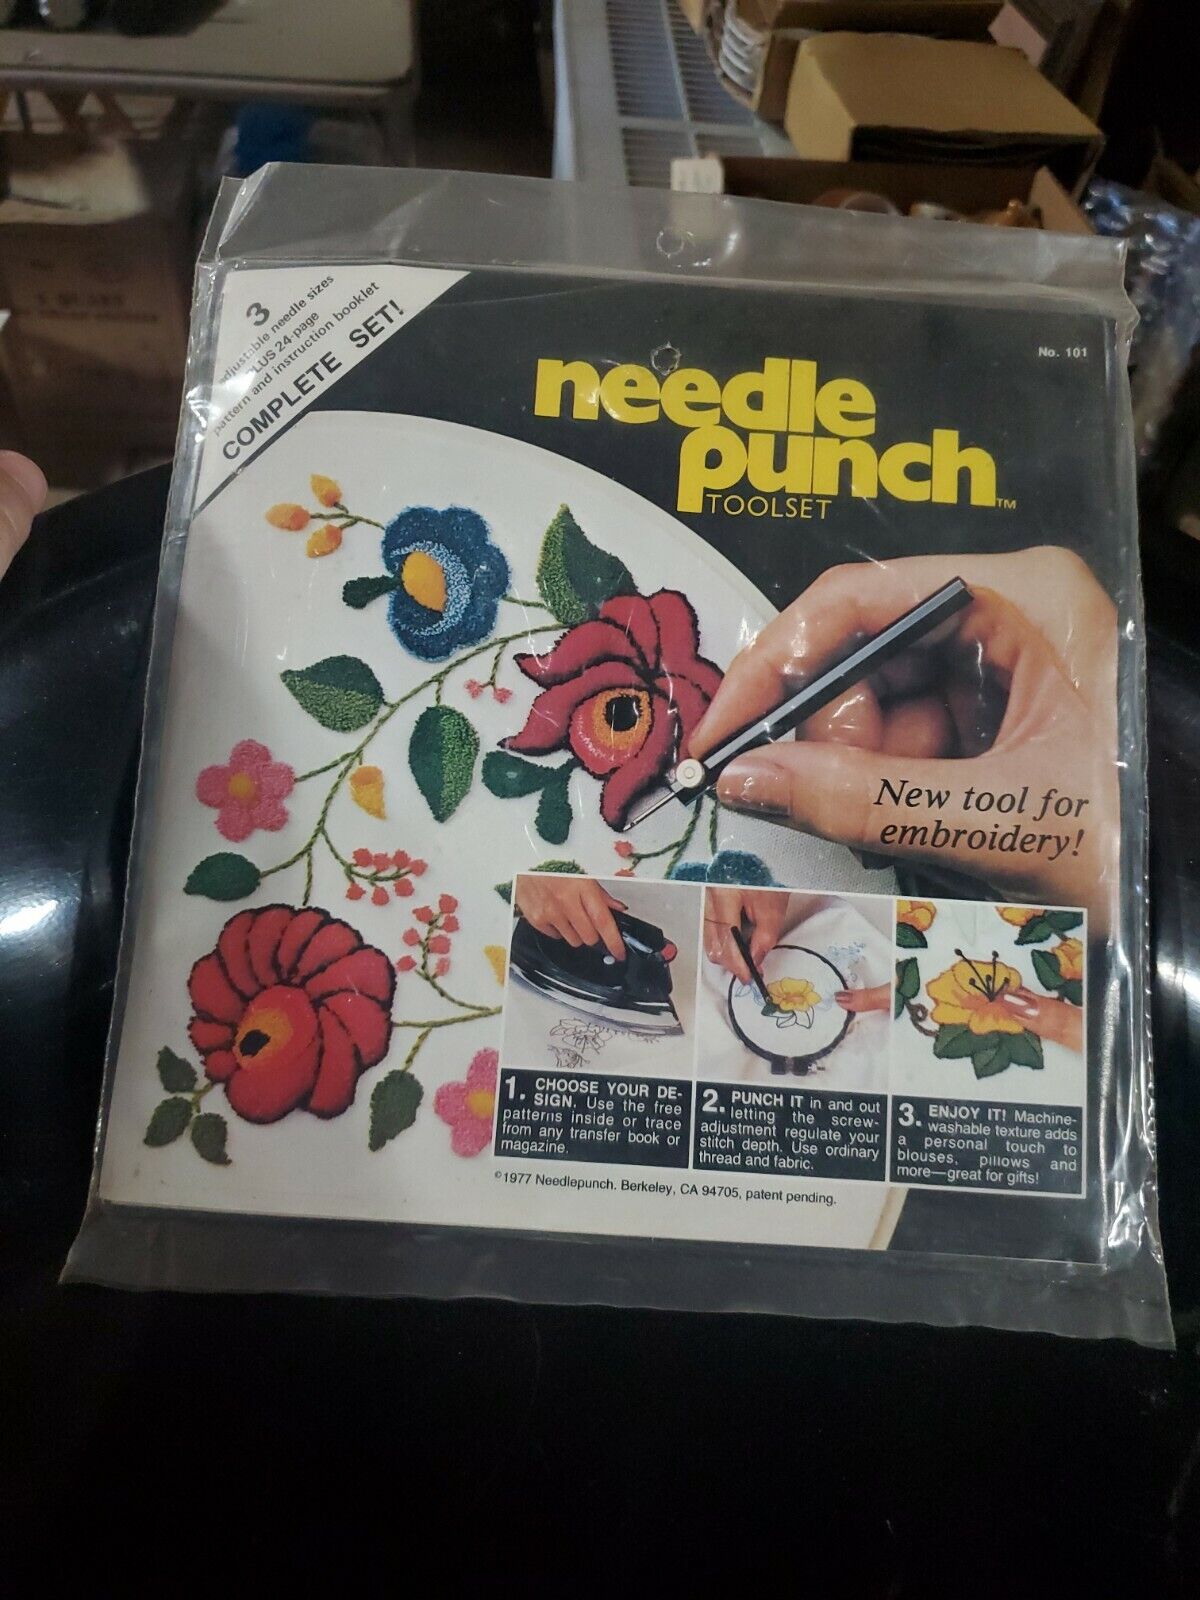 3
adjustable needle sizes
PLUS 24-page
pattern and instruction booklet
COMPLETE SET!
No. 101
needle
punch™
TOOLSET
New tool for
embroidery!
1. CHOOSE YOUR DE-
SIGN. Use the free
patterns inside or trace
from any transfer book or
magazine.
2. PUNCH IT in and out
letting the screw-
adjustment regulate your
stitch depth. Use ordinary
thread and fabric.
3. ENJOY IT! Machine-
washable texture adds
a personal touch to
blouses, pillows and
more—great for gifts!
©1977 Needlepunch. Berkeley, CA 94705, patent pending.